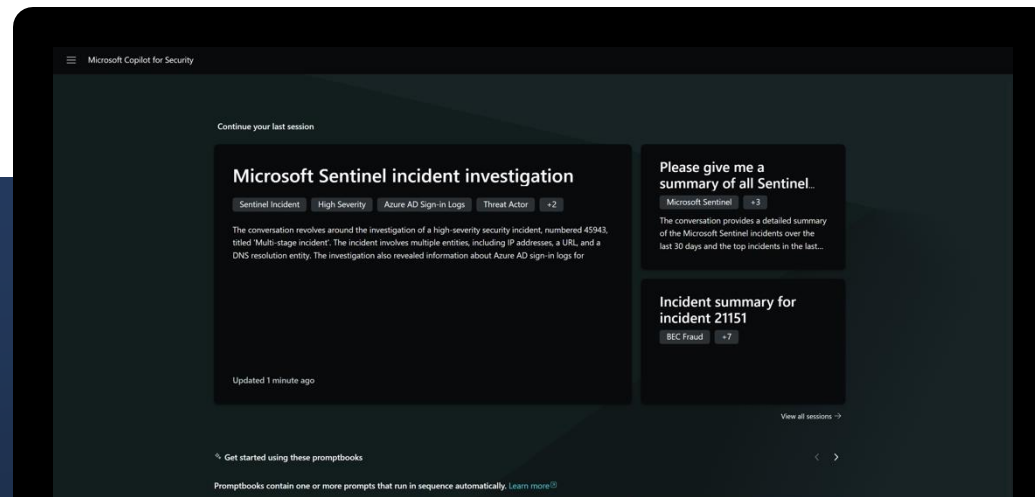 Microsoft Copilot for Security
Continue your last session
Microsoft Sentinel incident investigation
Sentinel Incident High Severity Azure AD Sign-in Logs Threat Actor +2
The conversation revolves around the investigation of a high-severity security incident, numbered 45943,
titled 'Multi-stage incident'. The incident involves multiple entities, including IP addresses, a URL, and a
DNS resolution entity. The investigation also revealed information about Azure AD sign-in logs for
Updated 1 minute ago
Please give me a
summary of all Sentinel...
Microsoft Sentinel +3
The conversation provides a detailed summary
of the Microsoft Sentinel incidents over the
last 30 days and the top incidents in the last...
Incident summary for
incident 21151
BEC Fraud +7
View all sessions →
Get started using these promptbooks
Promptbooks contain one or more prompts that run in sequence automatically. Learn more